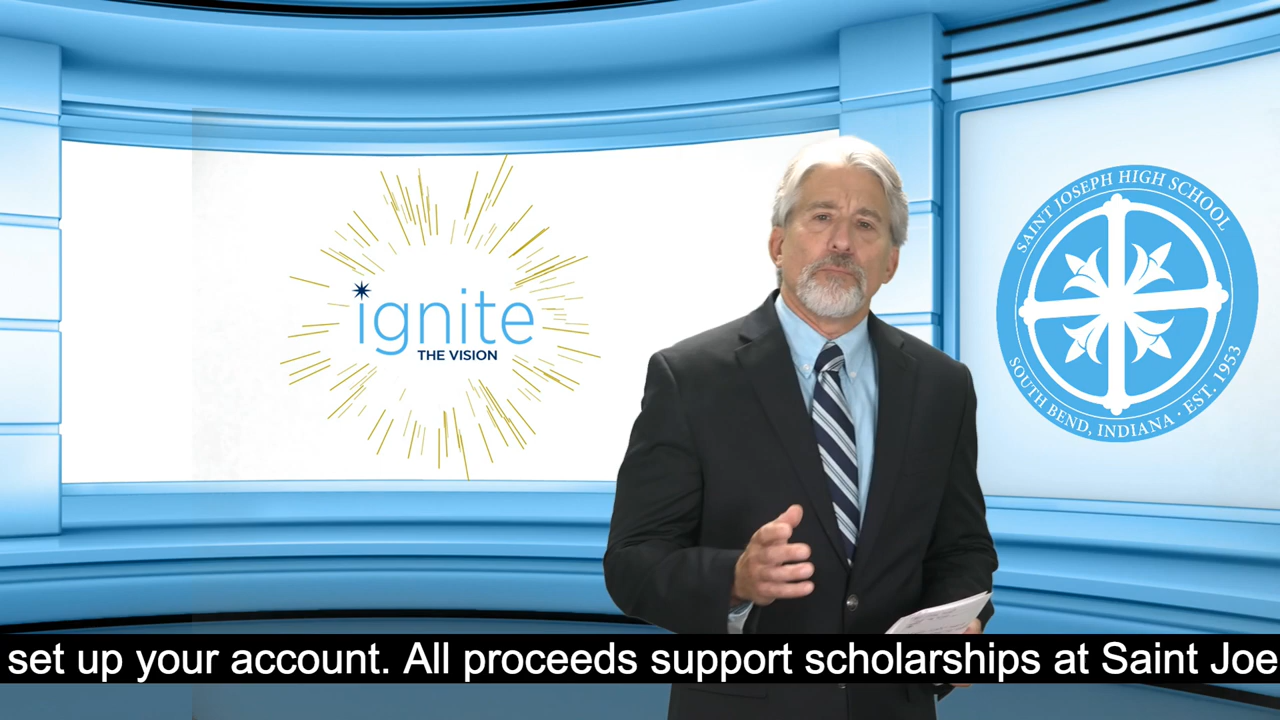 ignite
THE VISION
SAINT JOSEPH HIGH SCHOOL
SOUTH BEND, INDIANA · EST. 1953
set up your account. All proceeds support scholarships at Saint Joe